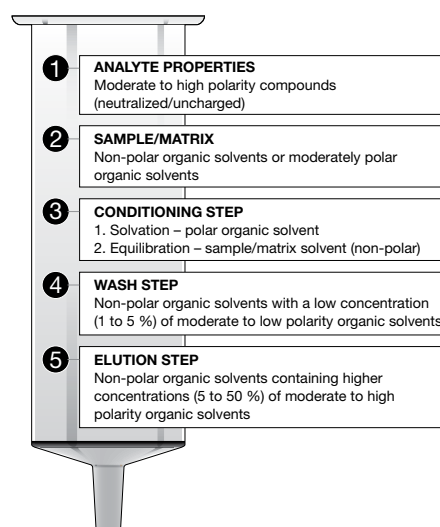 1 ANALYTE PROPERTIES
Moderate to high polarity compounds
(neutralized/uncharged)
2 SAMPLE/MATRIX
Non-polar organic solvents or moderately polar
organic solvents
3 CONDITIONING STEP
1. Solvation – polar organic solvent
2. Equilibration – sample/matrix solvent (non-polar)
4 WASH STEP
Non-polar organic solvents with a low concentration
(1 to 5 %) of moderate to low polarity organic solvents
5 ELUTION STEP
Non-polar organic solvents containing higher
concentrations (5 to 50 %) of moderate to high
polarity organic solvents